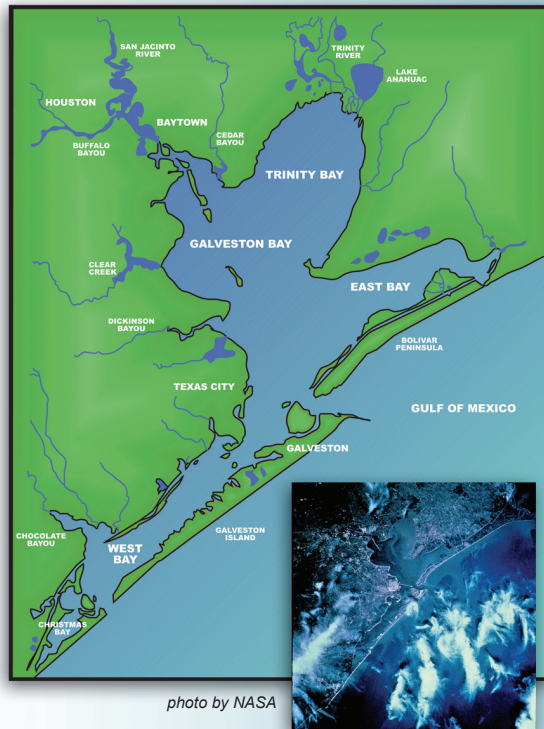 SAN JACINTO
RIVER
TRINITY
RIVER
LAKE
ANAHUAC
HOUSTON
BAYTOWN
BUFFALO
BAYOU
CEDAR
BAYOU
TRINITY BAY
GALVESTON BAY
CLEAR
CREEK
EAST BAY
DICKINSON
BAYOU
BOLIVAR
PENINSULA
TEXAS CITY
GULF OF MEXICO
GALVESTON
CHOCOLATE
BAYOU
WEST
BAY
GALVESTON
ISLAND
CHRISTMAS
BAY
photo by NASA